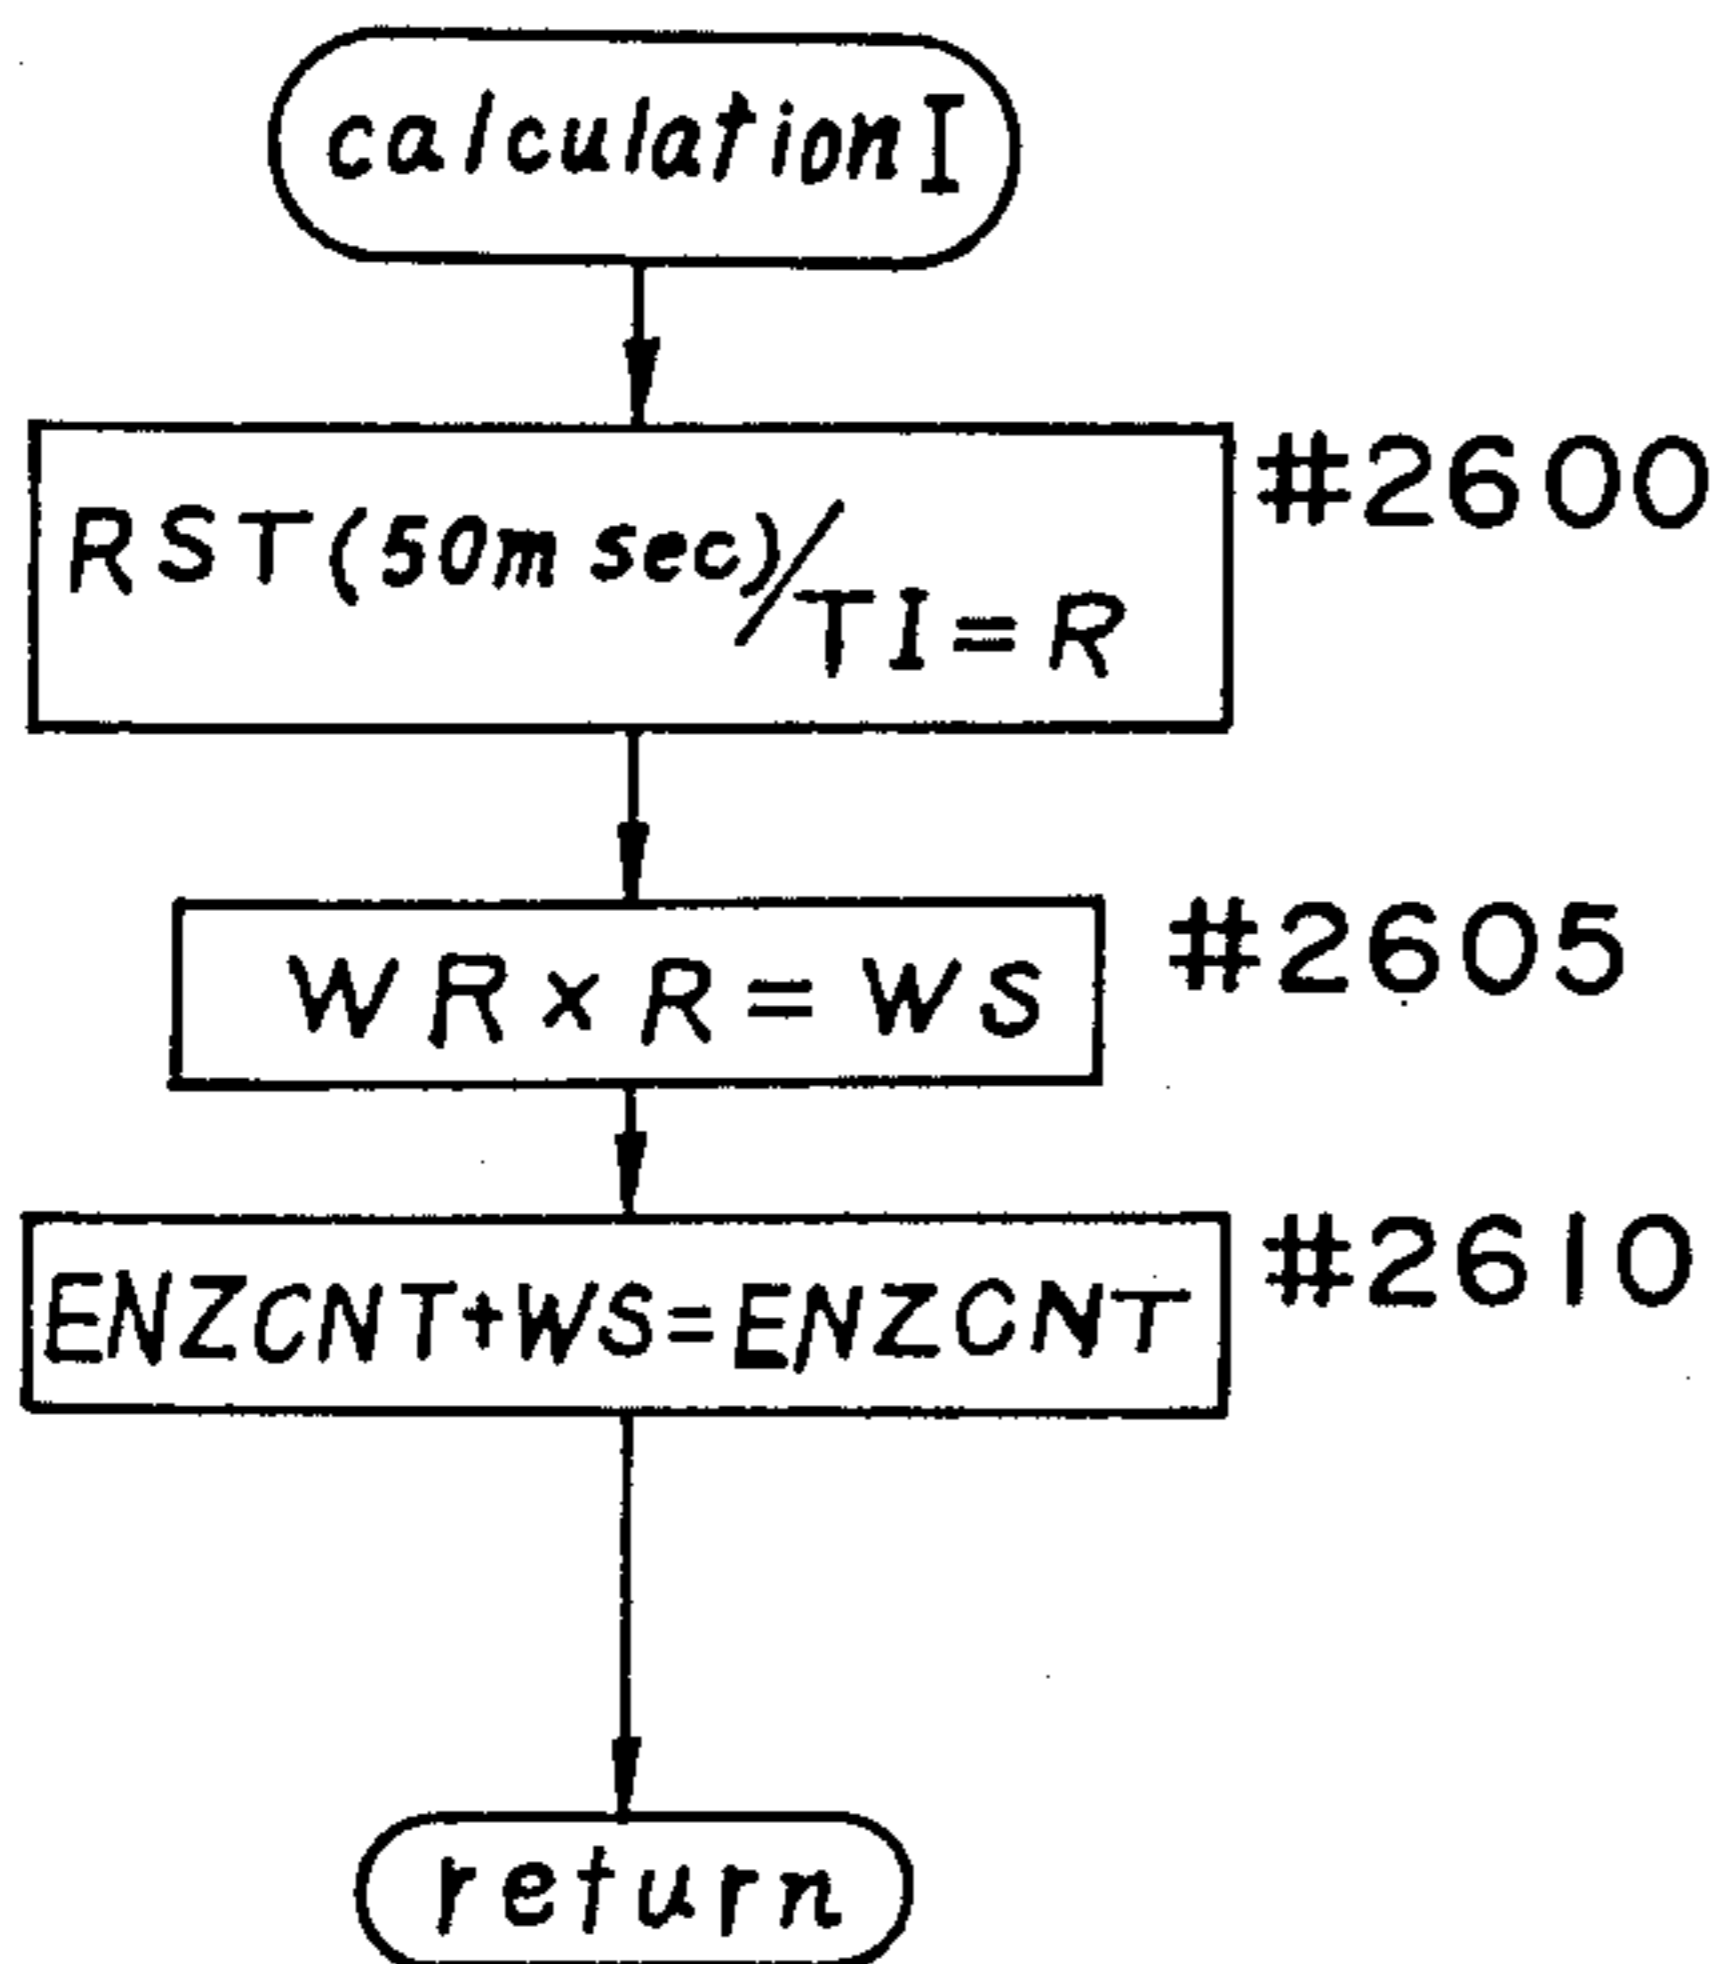 calculation I
#2600
RST(50m sec)/TI=R
#2605
WR×R=WS
#2610
ENZCNT+WS=ENZCNT
return